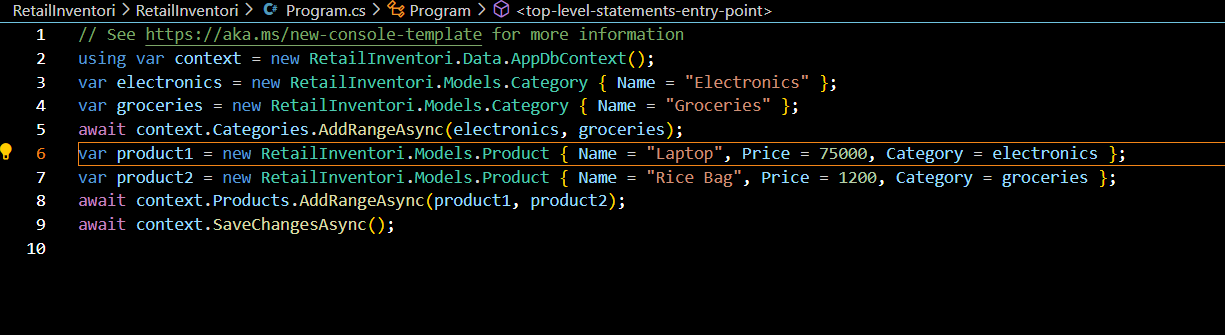 RetailInventori > RetailInventori > C# Program.cs > Program > <top-level-statements-entry-point>
1 // See https://aka.ms/new-console-template for more information
2 using var context = new RetailInventori.Data.AppDbContext();
3 var electronics = new RetailInventori.Models.Category { Name = "Electronics" };
4 var groceries = new RetailInventori.Models.Category { Name = "Groceries" };
5 await context.Categories.AddRangeAsync(electronics, groceries);
6 var product1 = new RetailInventori.Models.Product { Name = "Laptop", Price = 75000, Category = electronics };
7 var product2 = new RetailInventori.Models.Product { Name = "Rice Bag", Price = 1200, Category = groceries };
8 await context.Products.AddRangeAsync(product1, product2);
9 await context.SaveChangesAsync();
10